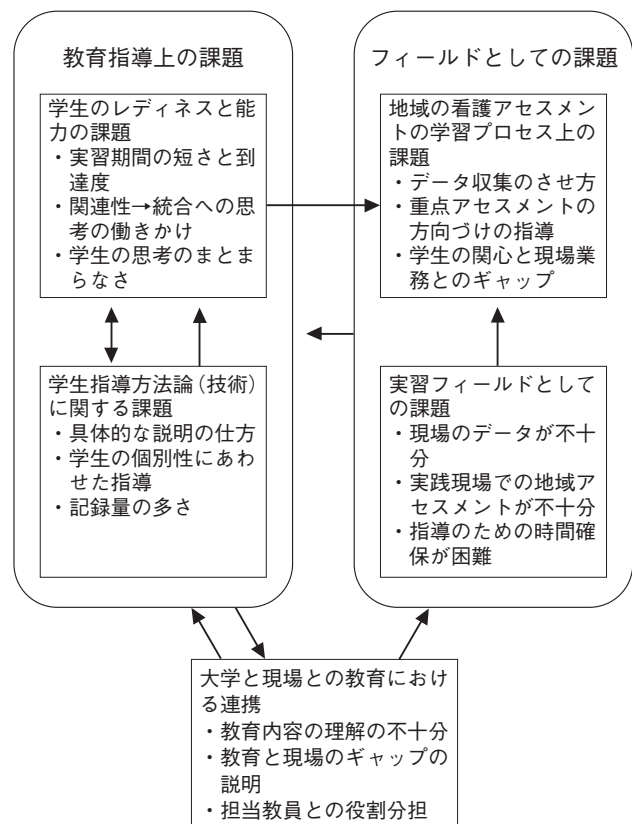 教育指導上の課題
学生のレディネスと能
力の課題
・実習期間の短さと到
達度
・関連性→統合への思
考の働きかけ
・学生の思考のまとま
らなさ
学生指導方法論(技術)
に関する課題
・具体的な説明の仕方
・学生の個別性にあわ
せた指導
・記録量の多さ
フィールドとしての課題
地域の看護アセスメン
トの学習プロセス上の
課題
・データ収集のさせ方
・重点アセスメントの
方向づけの指導
・学生の関心と現場業
務とのギャップ
実習フィールドとして
の課題
・現場のデータが不十
分
・実践現場での地域ア
セスメントが不十分
・指導のための時間確
保が困難
大学と現場との教育におけ
る連携
・教育内容の理解の不十分
・教育と現場のギャップの
説明
・担当教員との役割分担